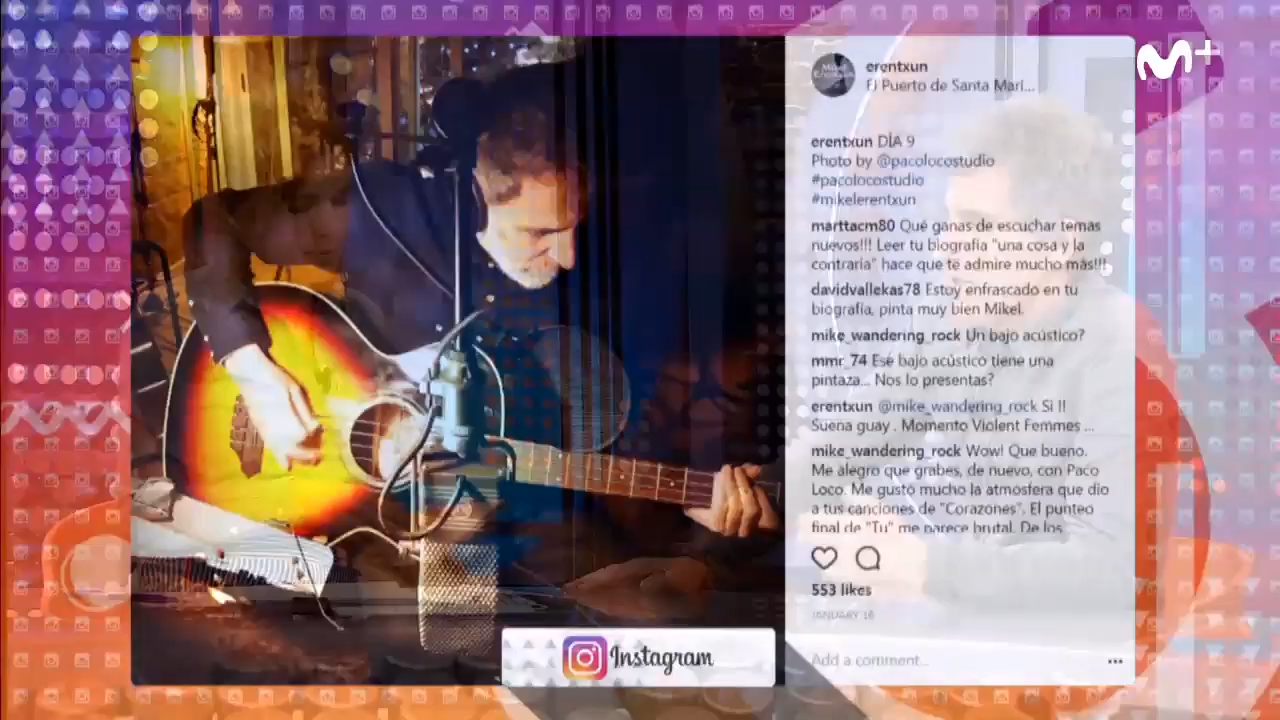 M+
Mikel
Erentxun
erentxun
El Puerto de Santa Mari...
erentxun DÍA 9
Photo by @pacolocostudio
#pacolocostudio
#mikelerentxun
marttacm80 Qué ganas de escuchar temas
nuevos!!! Leer tu biografia "una cosa y la
contraria" hace que te admire mucho más!!!
davidvallekas78 Estoy enfrascado en tu
biografía, pinta muy bien Mikel.
mike_wandering_rock Un bajo acústico?
mmr_74 Ese bajo acústico tiene una
pintaza... Nos lo presentas?
erentxun @mike_wandering_rock Si !!
Suena guay . Momento Violent Femmes ...
mike_wandering_rock Wow! Que bueno.
Me alegro que grabes, de nuevo, con Paco
Loco. Me gustó mucho la atmosfera que dio
a tus canciones de "Corazones". El punteo
final de "Tu" me parece brutal. De los
553 likes
JANUARY 16
Add a comment...
Instagram